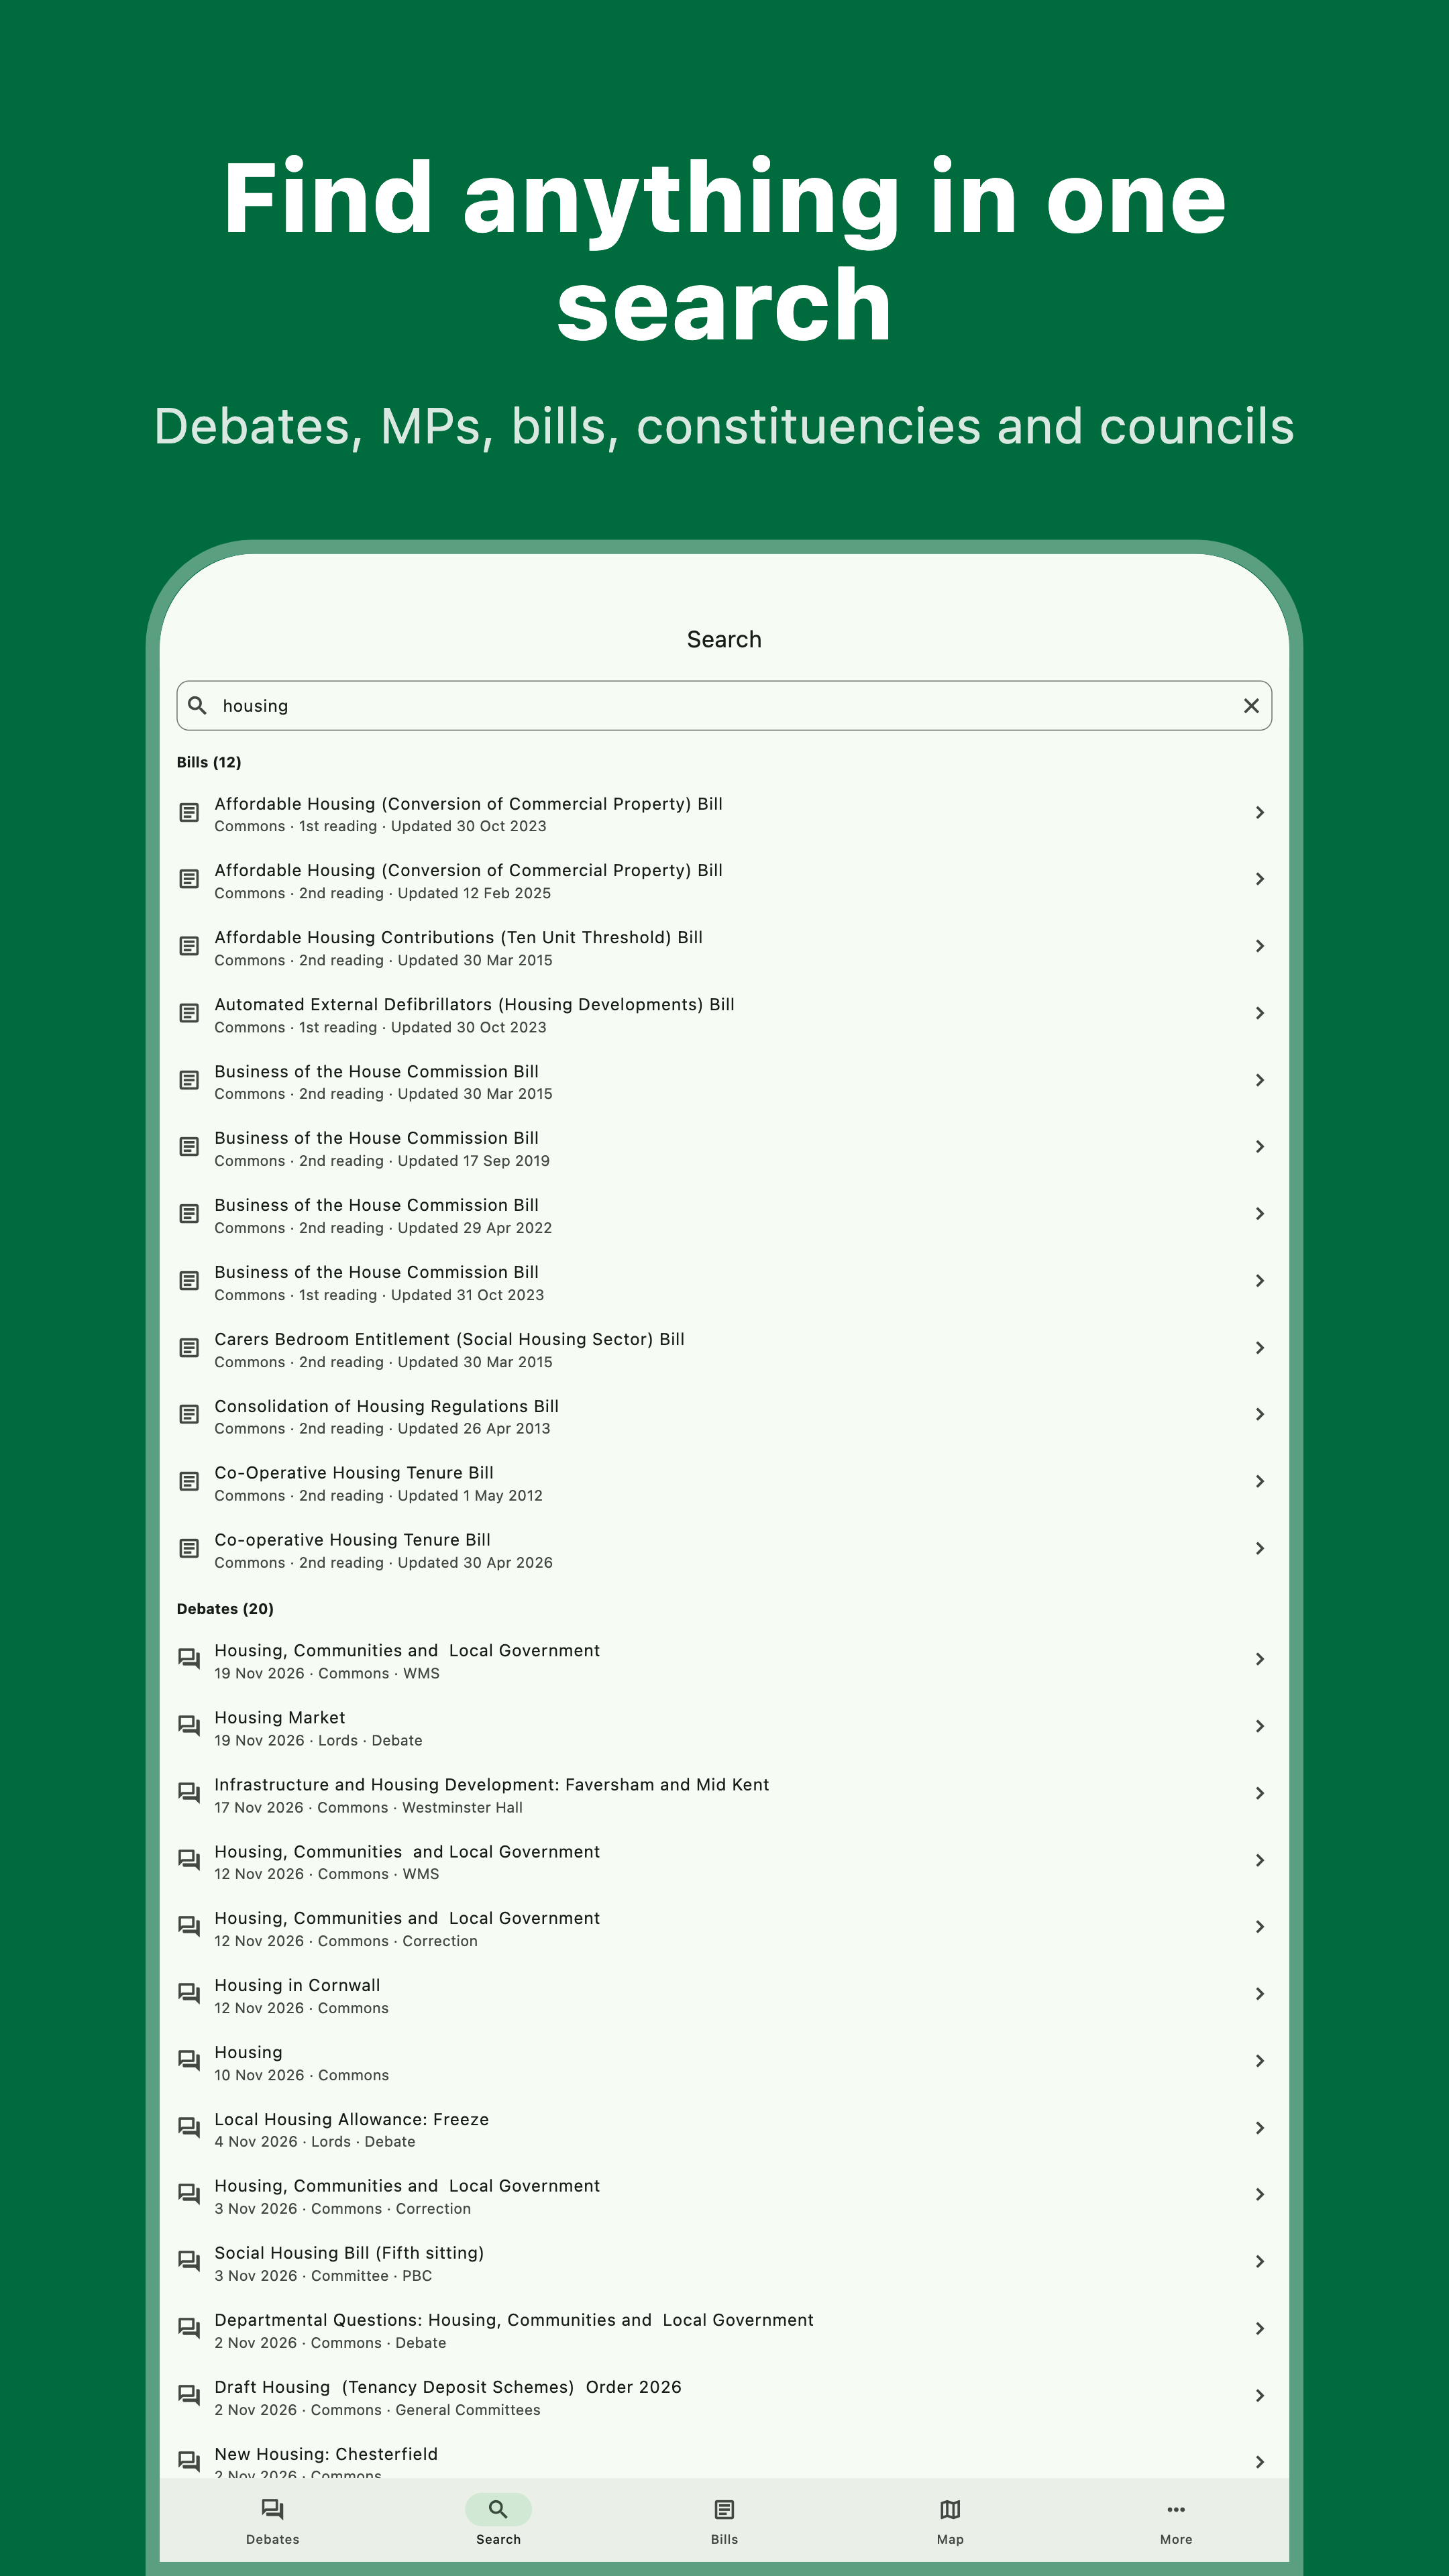 Find anything in one
search
Debates, MPs, bills, constituencies and councils
Search
housing
Bills (12)
Affordable Housing (Conversion of Commercial Property) Bill
Commons · 1st reading · Updated 30 Oct 2023
Affordable Housing (Conversion of Commercial Property) Bill
Commons · 2nd reading · Updated 12 Feb 2025
Affordable Housing Contributions (Ten Unit Threshold) Bill
Commons · 2nd reading · Updated 30 Mar 2015
Automated External Defibrillators (Housing Developments) Bill
Commons · 1st reading · Updated 30 Oct 2023
Business of the House Commission Bill
Commons · 2nd reading · Updated 30 Mar 2015
Business of the House Commission Bill
Commons · 2nd reading · Updated 17 Sep 2019
Business of the House Commission Bill
Commons · 2nd reading · Updated 29 Apr 2022
Business of the House Commission Bill
Commons · 1st reading · Updated 31 Oct 2023
Carers Bedroom Entitlement (Social Housing Sector) Bill
Commons · 2nd reading · Updated 30 Mar 2015
Consolidation of Housing Regulations Bill
Commons · 2nd reading · Updated 26 Apr 2013
Co-Operative Housing Tenure Bill
Commons · 2nd reading · Updated 1 May 2012
Co-operative Housing Tenure Bill
Commons · 2nd reading · Updated 30 Apr 2026
Debates (20)
Housing, Communities and  Local Government
19 Nov 2026 · Commons · WMS
Housing Market
19 Nov 2026 · Lords · Debate
Infrastructure and Housing Development: Faversham and Mid Kent
17 Nov 2026 · Commons · Westminster Hall
Housing, Communities  and Local Government
12 Nov 2026 · Commons · WMS
Housing, Communities and  Local Government
12 Nov 2026 · Commons · Correction
Housing in Cornwall
12 Nov 2026 · Commons
Housing
10 Nov 2026 · Commons
Local Housing Allowance: Freeze
4 Nov 2026 · Lords · Debate
Housing, Communities and  Local Government
3 Nov 2026 · Commons · Correction
Social Housing Bill (Fifth sitting)
3 Nov 2026 · Committee · PBC
Departmental Questions: Housing, Communities and  Local Government
2 Nov 2026 · Commons · Debate
Draft Housing  (Tenancy Deposit Schemes)  Order 2026
2 Nov 2026 · Commons · General Committees
New Housing: Chesterfield
2 Nov 2026 · Commons
Debates
Search
Bills
Map
More